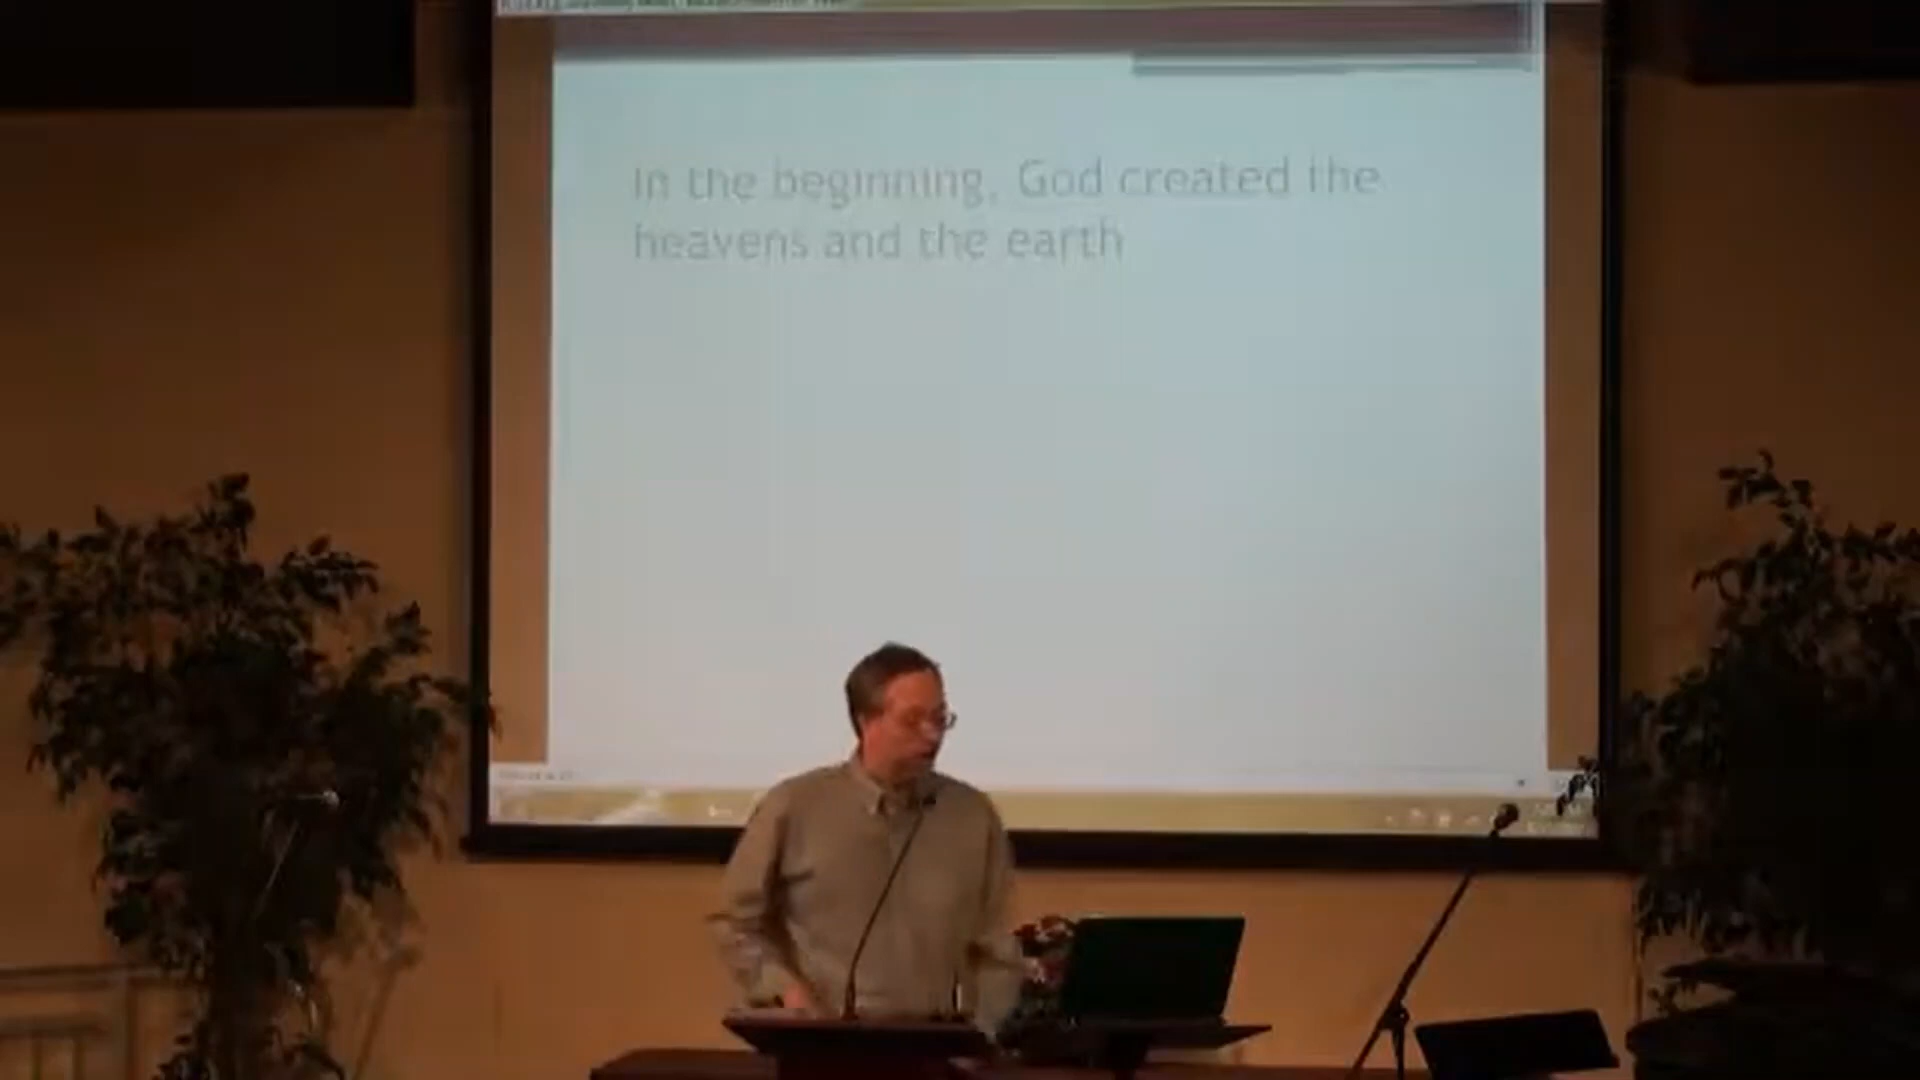 In the beginning, God created the
heavens and the earth